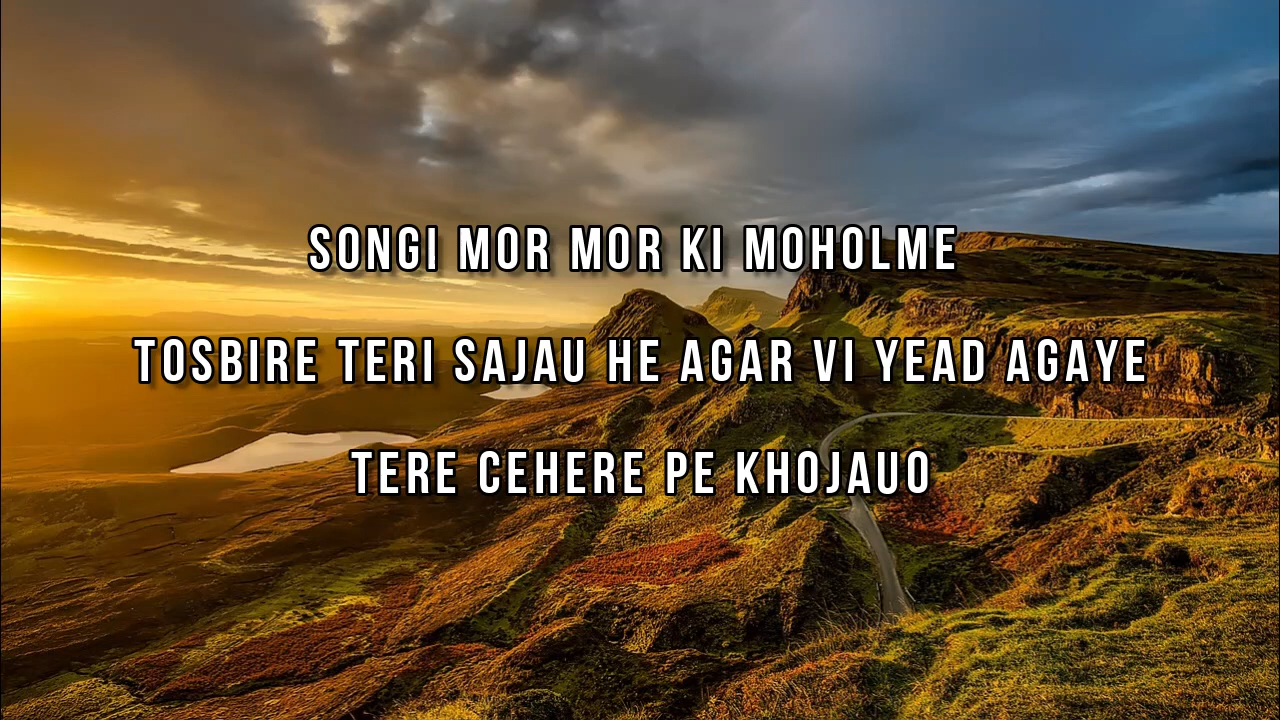 SONGI MOR MOR KI MOHOLME
TOSBIRE TERI SAJAU HE AGAR VI YEAD AGAYE
TERE CEHERE PE KHOJAUO